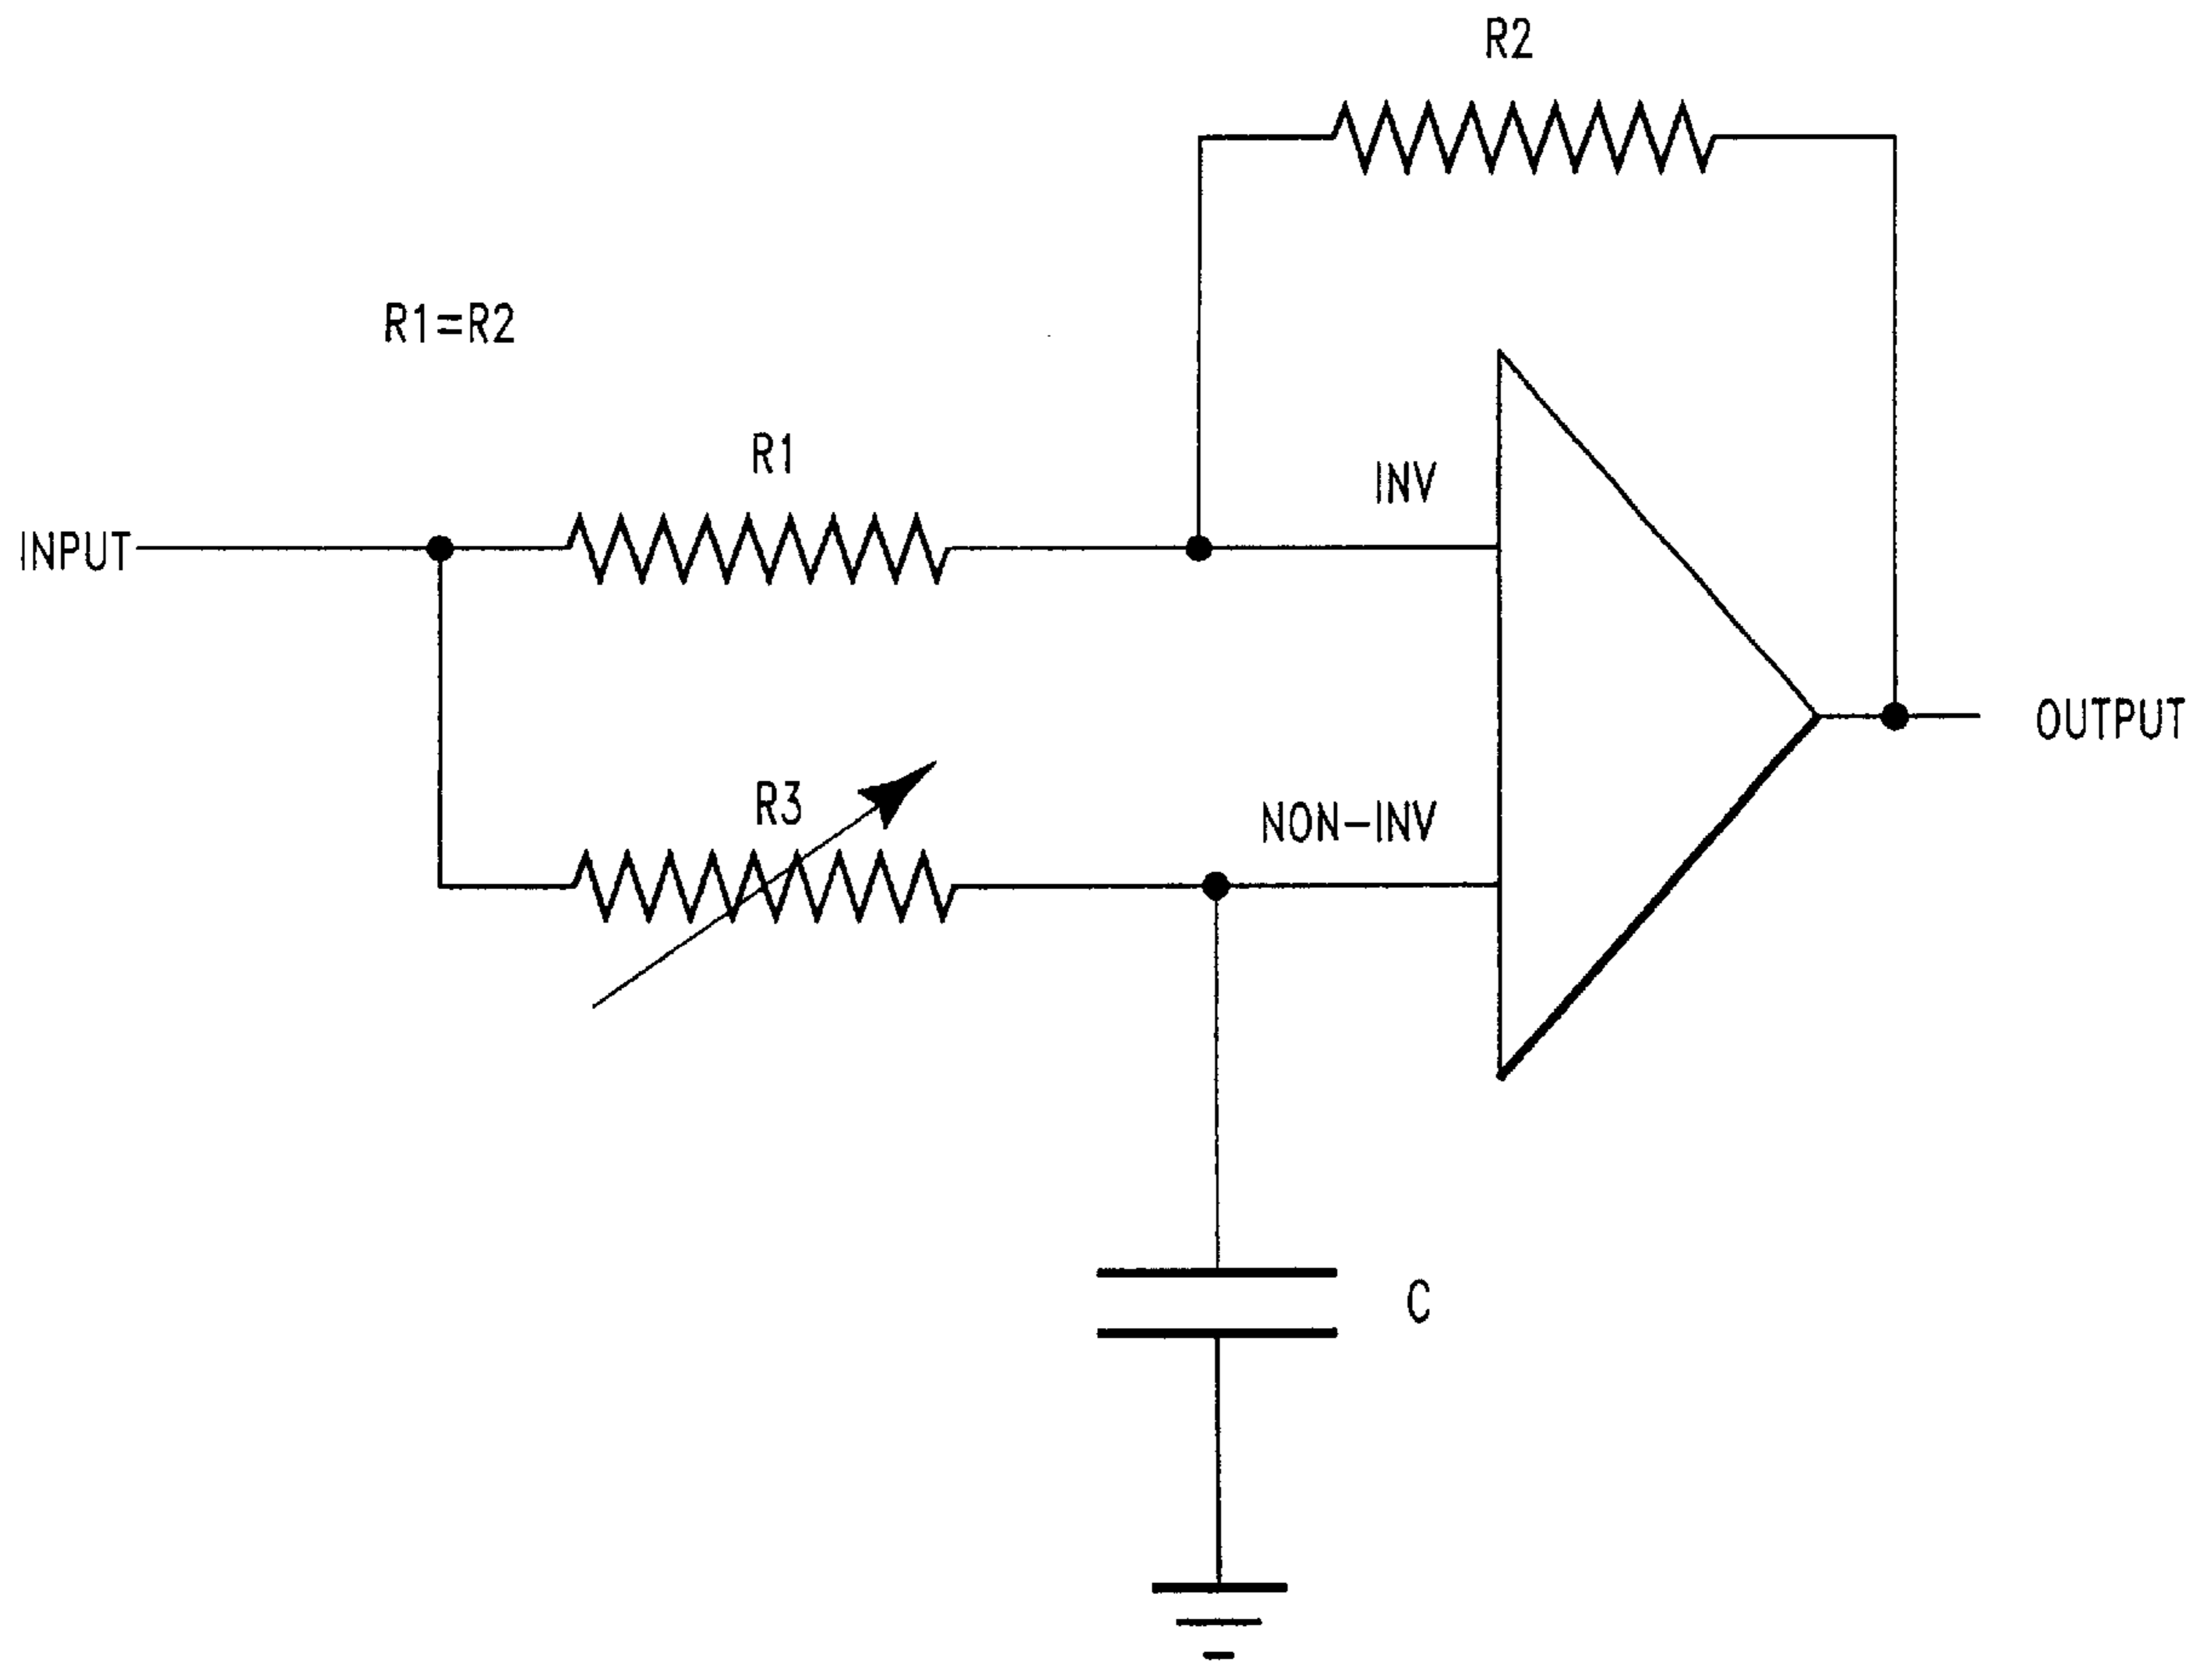 R2
R1=R2
R1
INV
INPUT
OUTPUT
R3
NON-INV
C